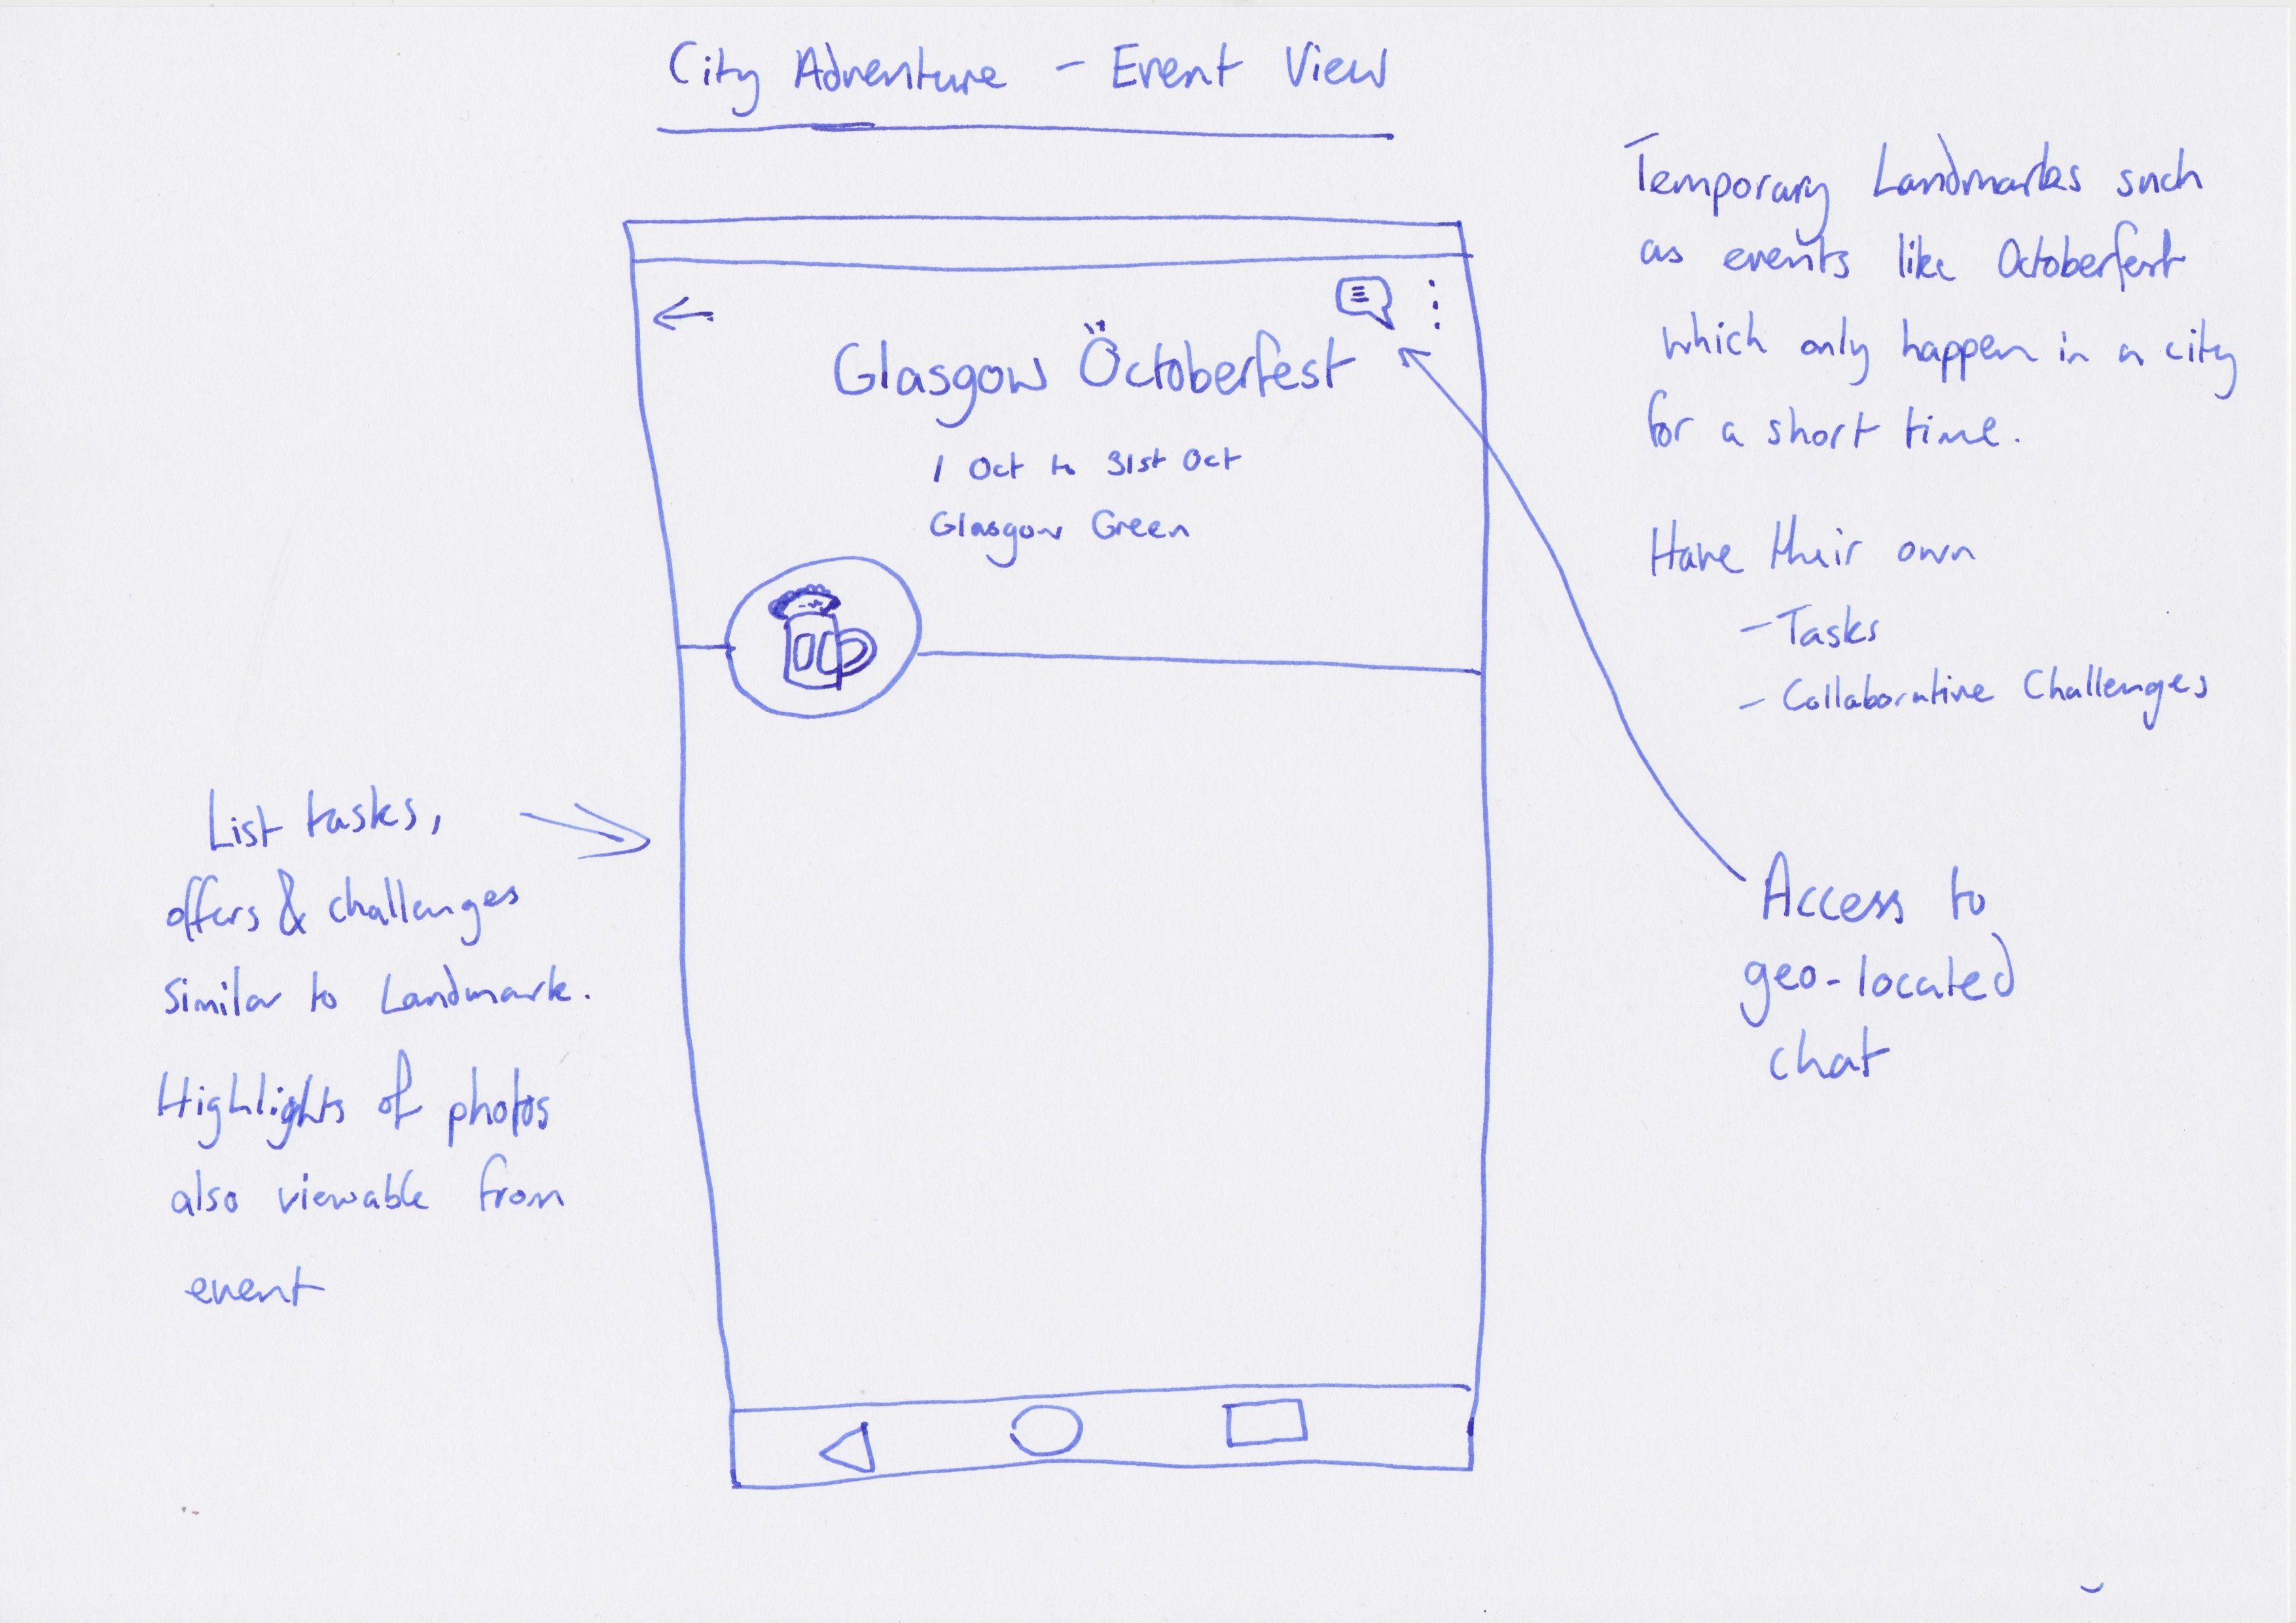 City Adventure - Event View
Temporary Landmarks such
as events like Octoberfest
which only happen in a city
for a short time.
Have their own
- Tasks
- Collaborative Challenges
Glasgow Öctoberfest
1 Oct to 31st Oct
Glasgow Green
List tasks,
offers & challenges
similar to Landmark.
Highlights of photos
also viewable from
event
Access to
geo-located
chat